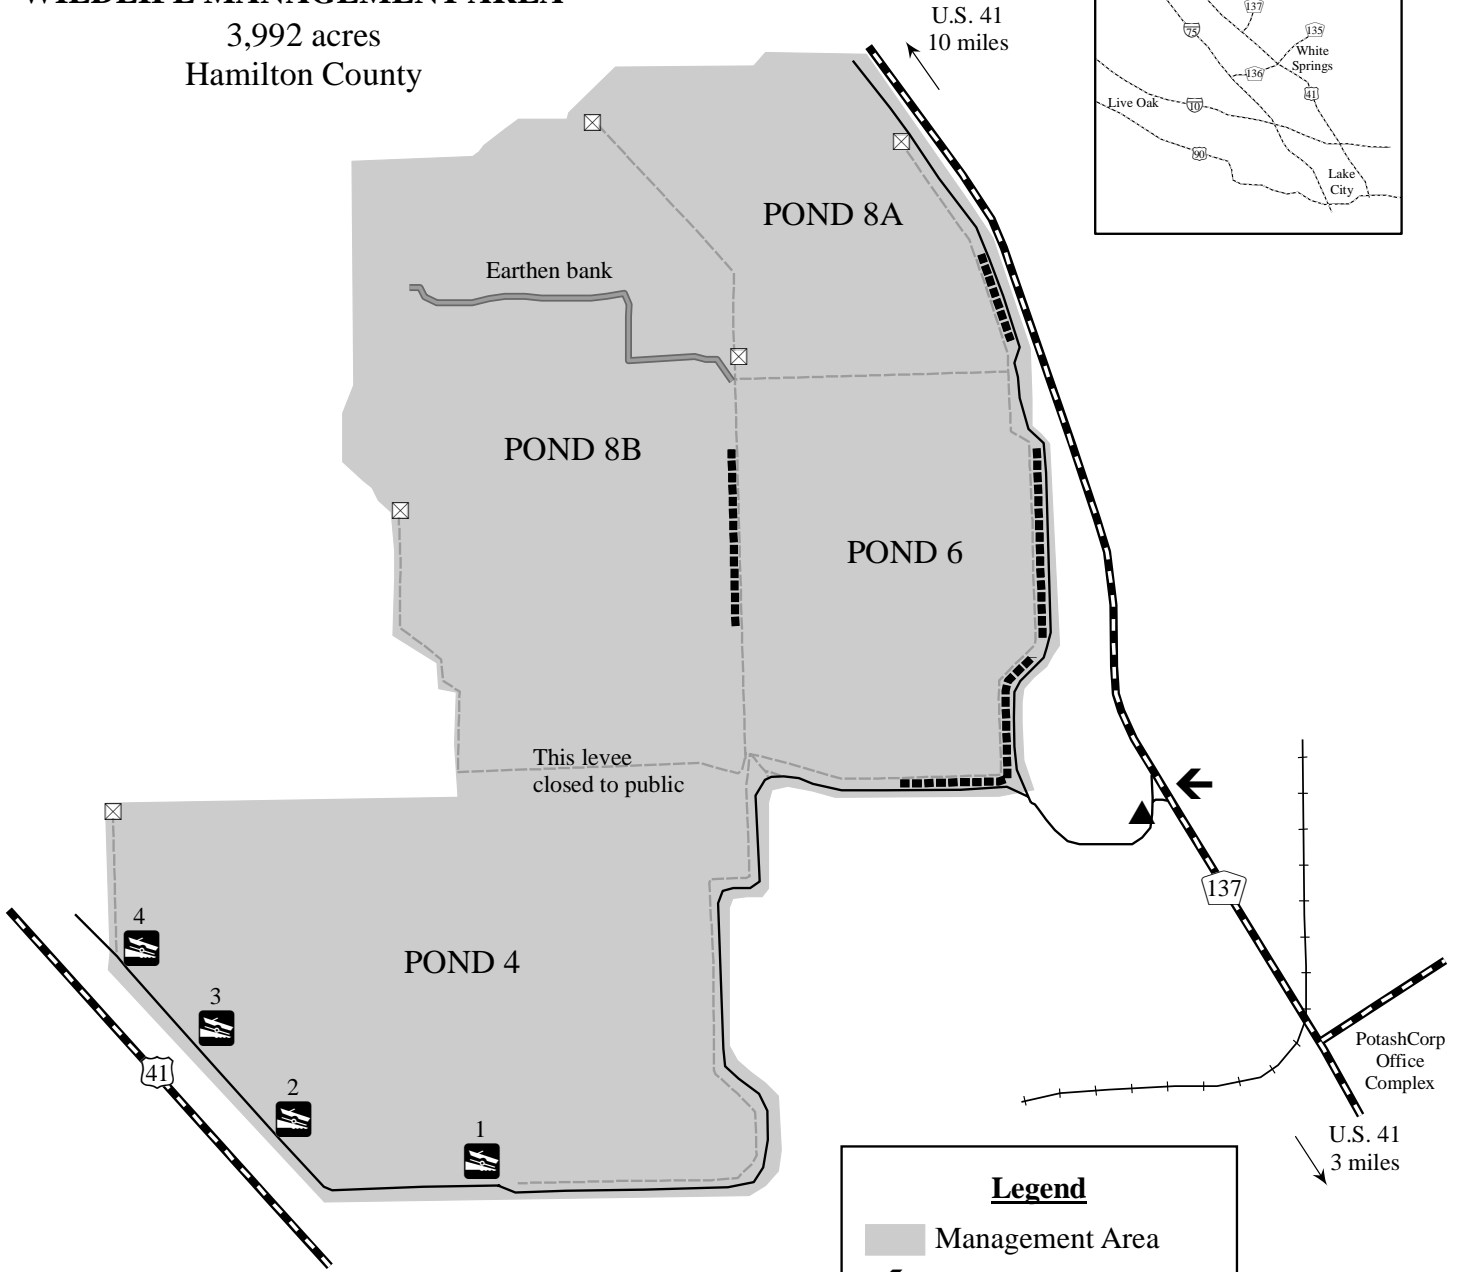 WILDLIFE MANAGEMENT AREA
3,992 acres
Hamilton County
U.S. 41
10 miles
137
75
135
White
Springs
136
41
Live Oak
10
90
Lake
City
POND 8A
Earthen bank
POND 8B
POND 6
This levee
closed to public
137
4
POND 4
3
41
2
1
PotashCorp
Office
Complex
U.S. 41
3 miles
Legend
Management Area